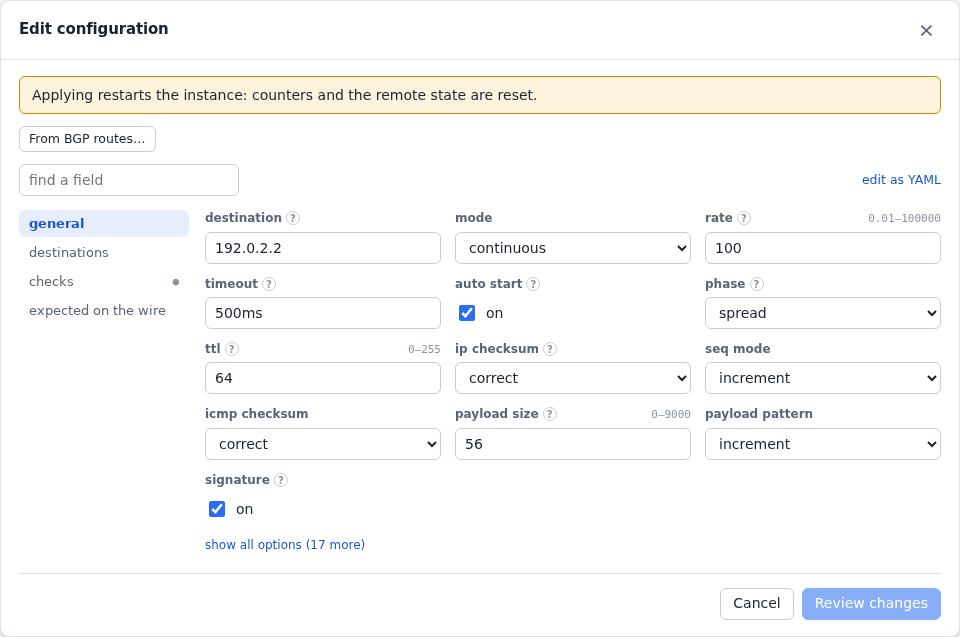 Edit configuration
×
Applying restarts the instance: counters and the remote state are reset.
From BGP routes...
find a field
edit as YAML
general
destinations
checks
expected on the wire
destination ?
192.0.2.2
mode
continuous
rate ? 0.01–100000
100
timeout ?
500ms
auto start ?
on
phase ?
spread
ttl ? 0–255
64
ip checksum ?
correct
seq mode
increment
icmp checksum
correct
payload size ? 0–9000
56
payload pattern
increment
signature ?
on
show all options (17 more)
Cancel
Review changes